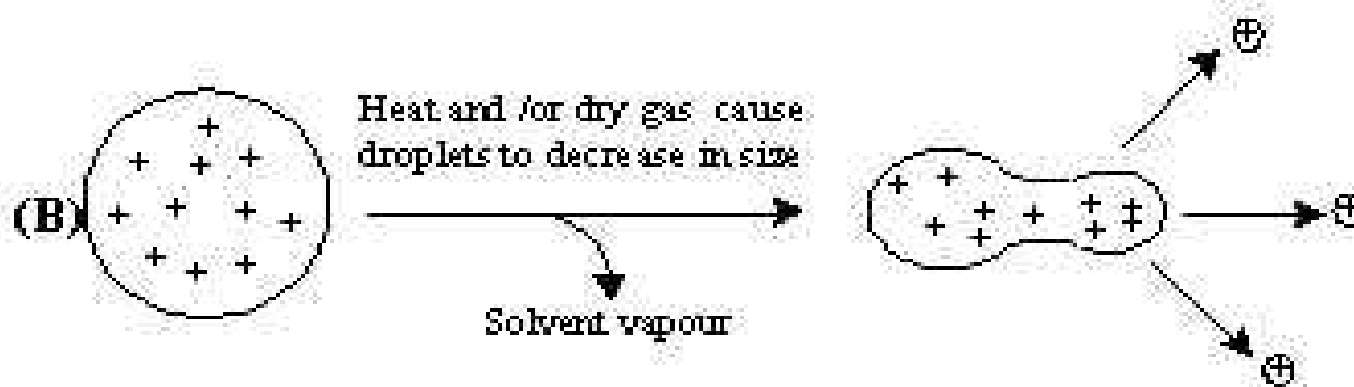 Heat and /or dry gas cause
droplets to decrease in size
(B)
Solvent vapour